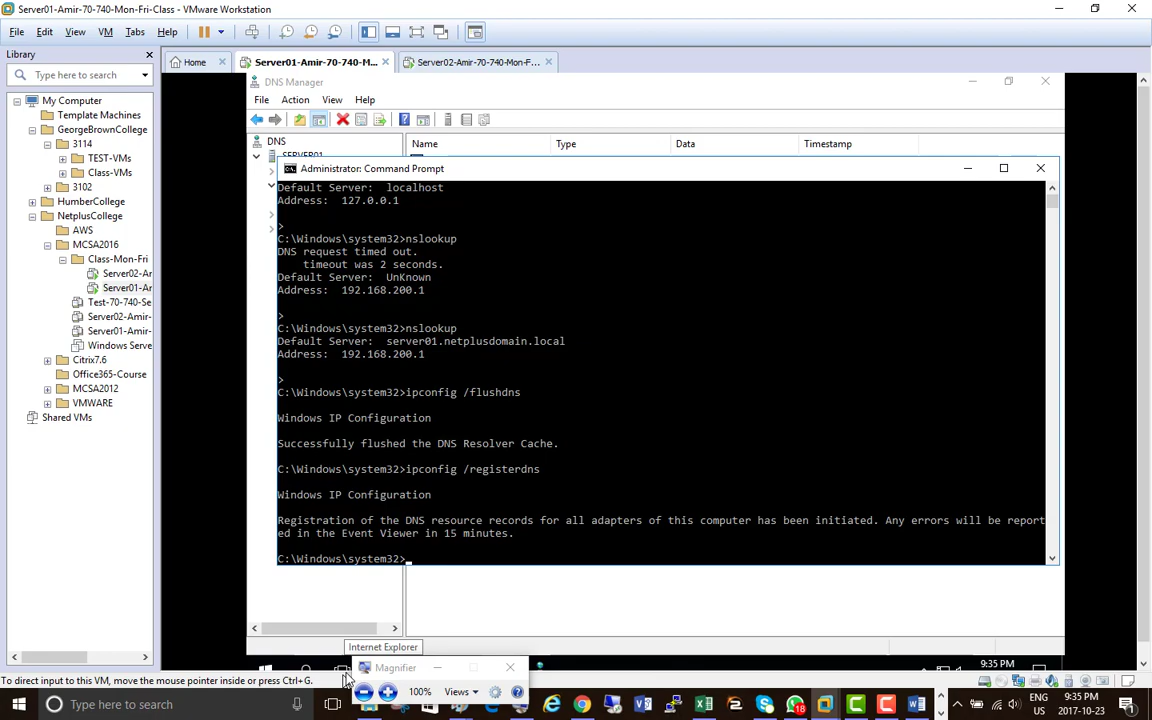 Server01-Amir-70-740-Mon-Fri-Class - VMware Workstation
File Edit View VM Tabs Help
Library
Type here to search
My Computer
Template Machines
GeorgeBrownCollege
3114
TEST-VMs
Class-VMs
3102
HumberCollege
NetplusCollege
AWS
MCSA2016
Class-Mon-Fri
Server02-Ar
Server01-Ar
Test-70-740-Se
Server02-Amir-
Server01-Amir-
Windows Serve
Citrix7.6
Office365-Course
MCSA2012
VMWARE
Shared VMs
Home
Server01-Amir-70-740-M...
Server02-Amir-70-740-Mon-F...
DNS Manager
File Action View Help
DNS
SERVER01
Name Type Data Timestamp
Administrator: Command Prompt
Default Server:  localhost
Address:  127.0.0.1
>
C:\Windows\system32>nslookup
DNS request timed out.
timeout was 2 seconds.
Default Server:  UnKnown
Address:  192.168.200.1
>
C:\Windows\system32>nslookup
Default Server:  server01.netplusdomain.local
Address:  192.168.200.1
>
C:\Windows\system32>ipconfig /flushdns
Windows IP Configuration
Successfully flushed the DNS Resolver Cache.
C:\Windows\system32>ipconfig /registerdns
Windows IP Configuration
Registration of the DNS resource records for all adapters of this computer has been initiated. Any errors will be report
ed in the Event Viewer in 15 minutes.
C:\Windows\system32>
Internet Explorer
Magnifier
100% Views
9:35 PM
To direct input to this VM, move the mouse pointer inside or press Ctrl+G.
Type here to search
18
ENG
US
9:35 PM
2017-10-23
1